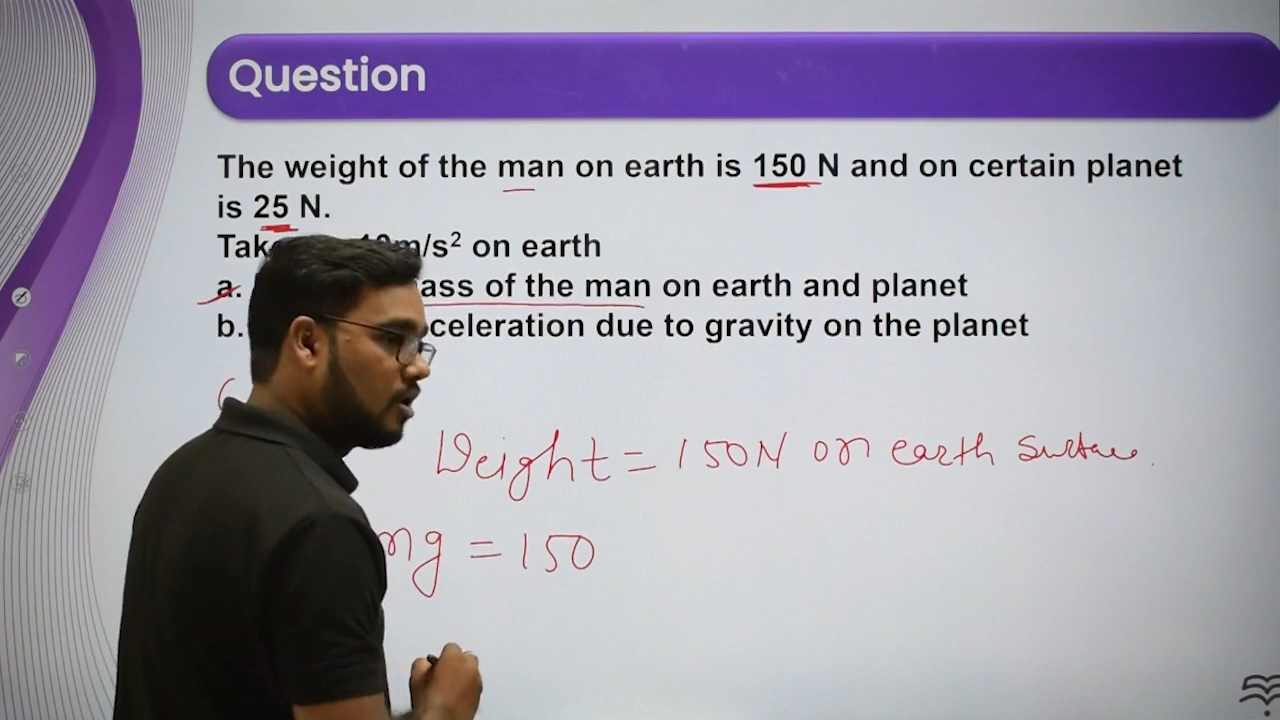 Question
The weight of the man on earth is 150 N and on certain planet
is 25 N.
m/s² on earth
a. ass of the man on earth and planet
b. celeration due to gravity on the planet
Weight = 150N on earth surface.
mg = 150